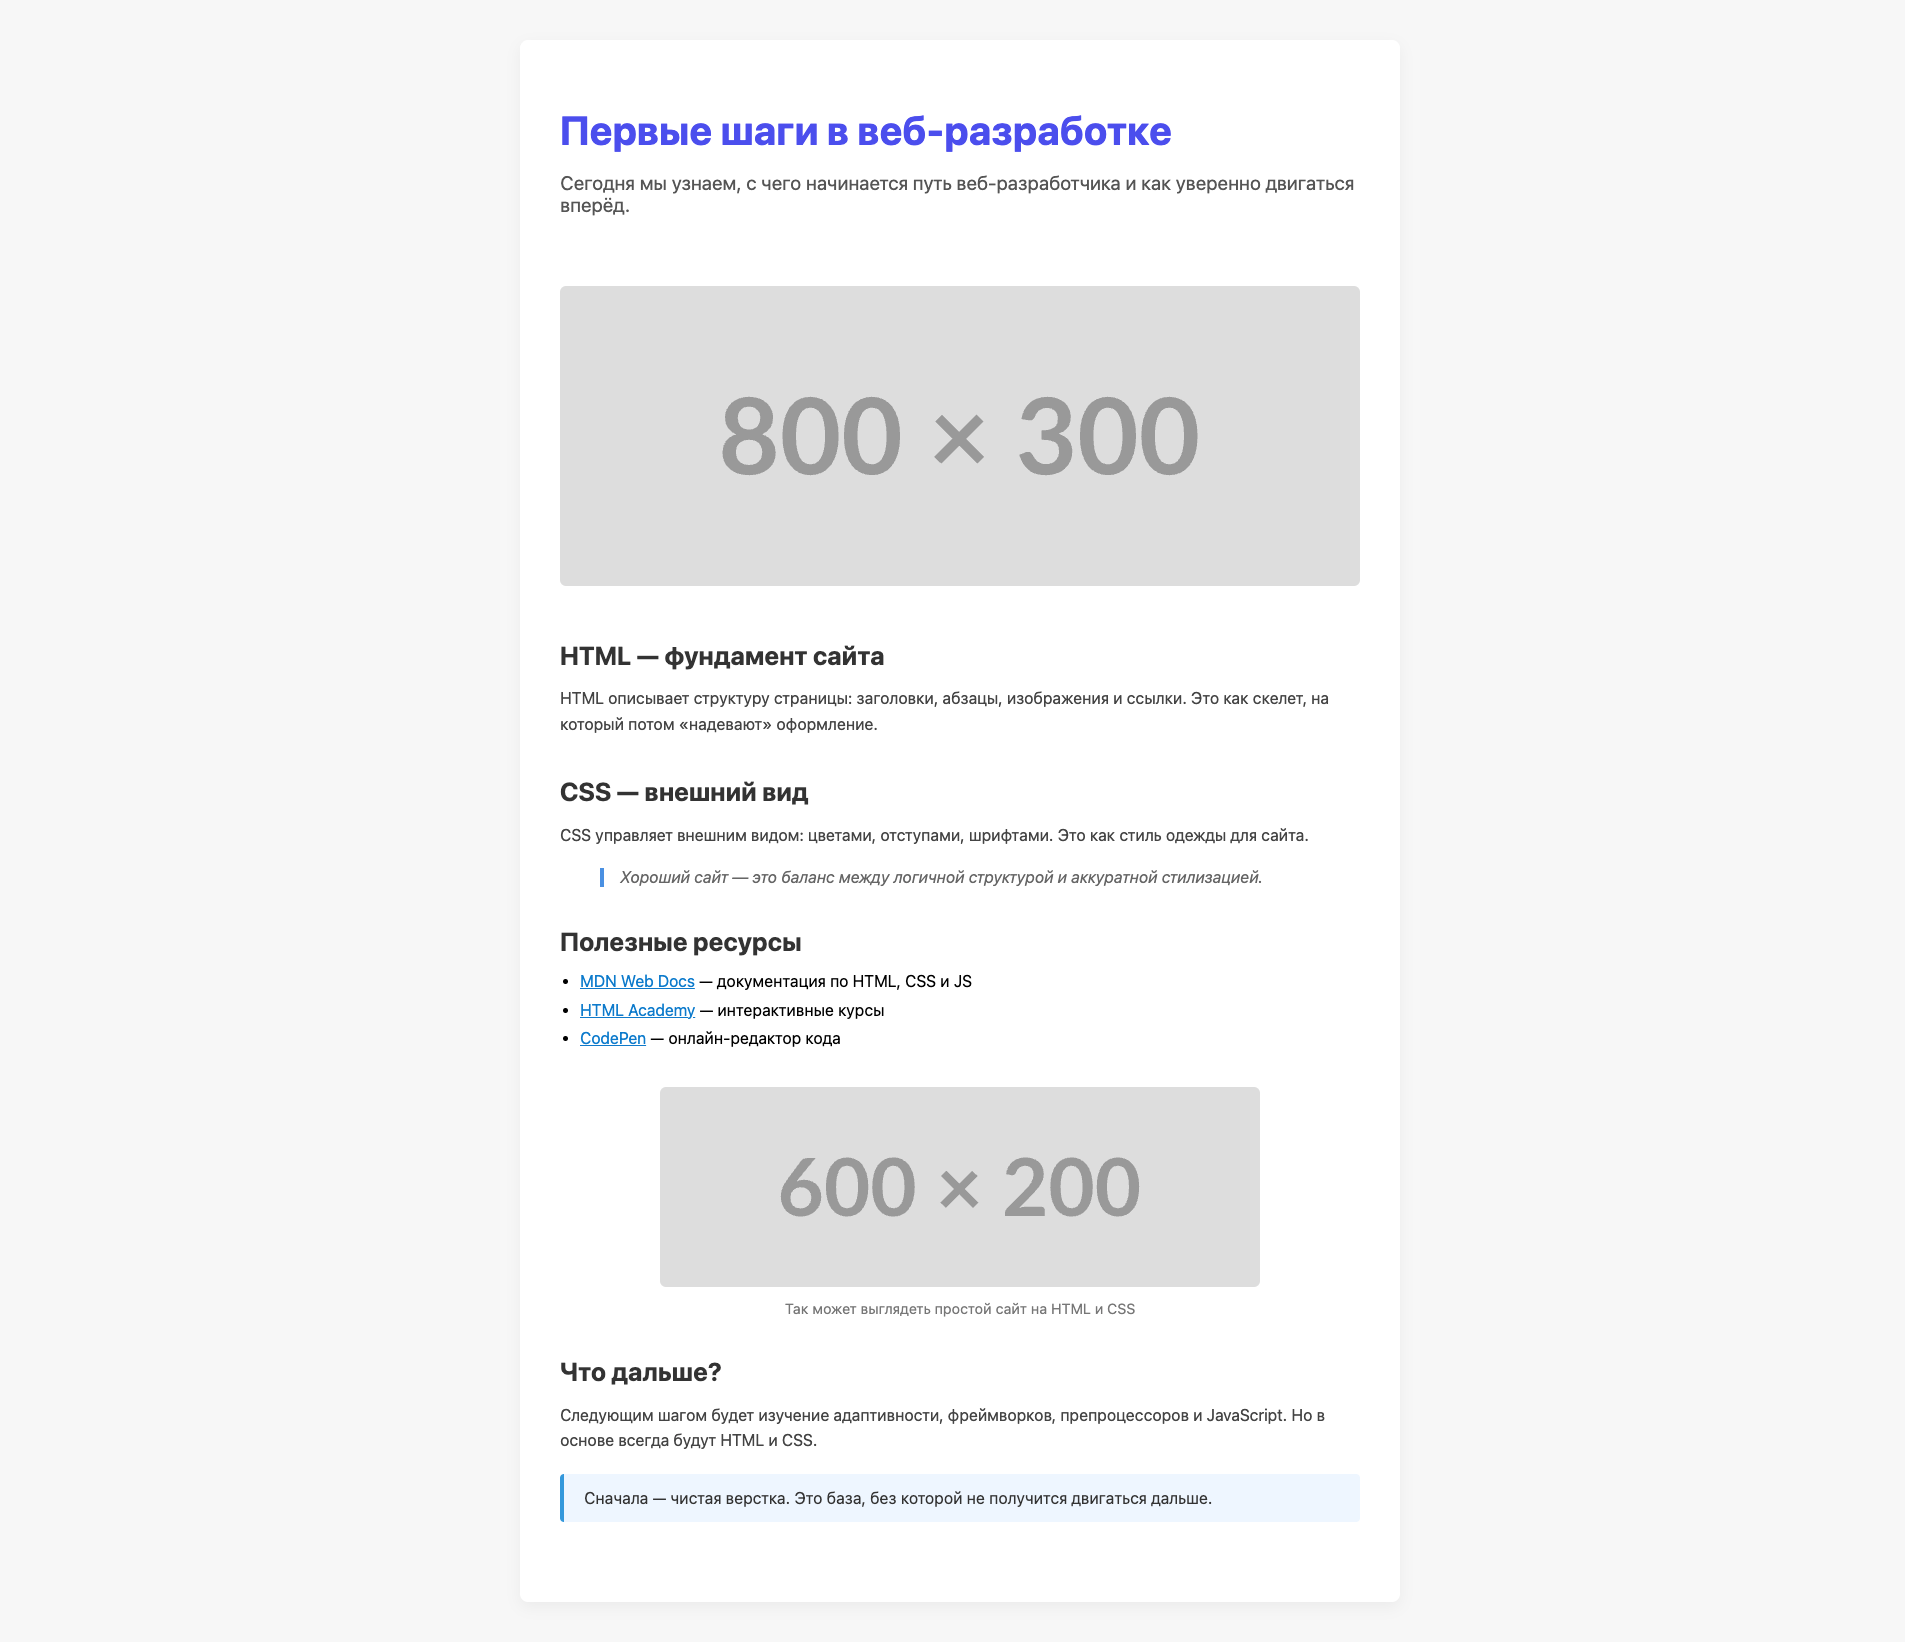 Первые шаги в веб-разработке
Сегодня мы узнаем, с чего начинается путь веб-разработчика и как уверенно двигаться
вперёд.
800 × 300
HTML — фундамент сайта
HTML описывает структуру страницы: заголовки, абзацы, изображения и ссылки. Это как скелет, на
который потом «надевают» оформление.
CSS — внешний вид
CSS управляет внешним видом: цветами, отступами, шрифтами. Это как стиль одежды для сайта.
Хороший сайт — это баланс между логичной структурой и аккуратной стилизацией.
Полезные ресурсы
• MDN Web Docs — документация по HTML, CSS и JS
• HTML Academy — интерактивные курсы
• CodePen — онлайн-редактор кода
600 × 200
Так может выглядеть простой сайт на HTML и CSS
Что дальше?
Следующим шагом будет изучение адаптивности, фреймворков, препроцессоров и JavaScript. Но в
основе всегда будут HTML и CSS.
Сначала — чистая верстка. Это база, без которой не получится двигаться дальше.